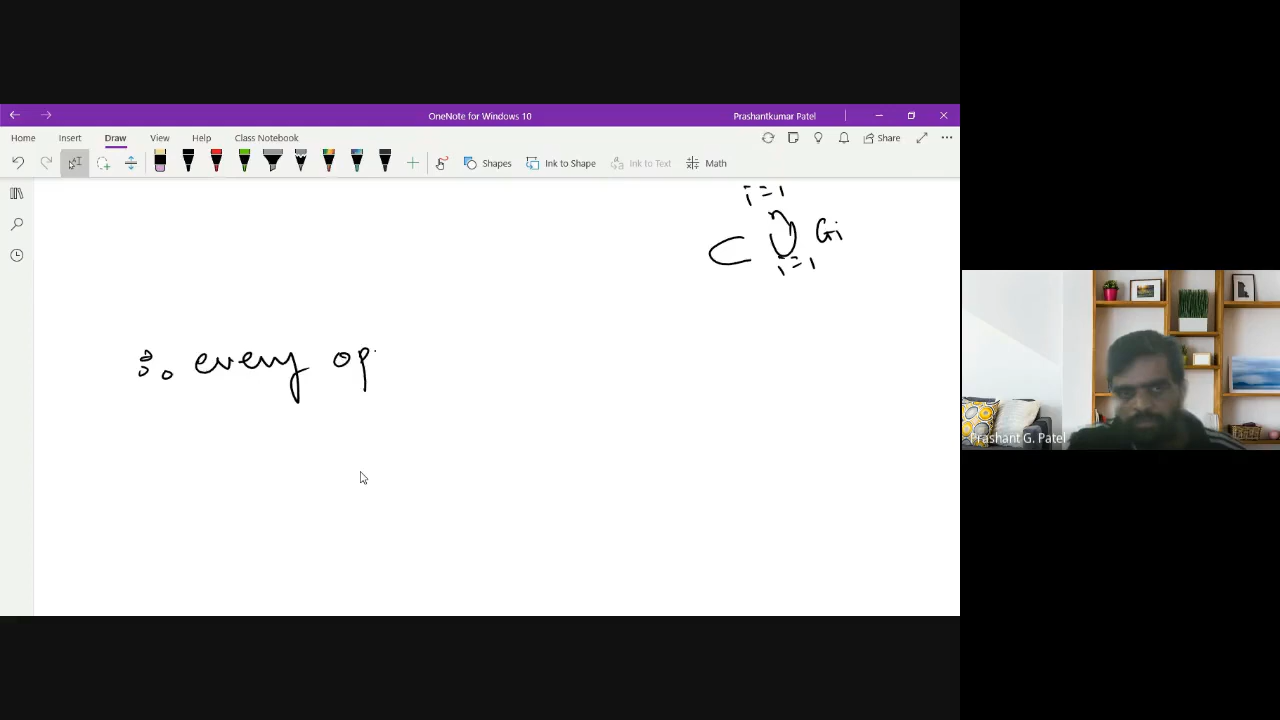 OneNote for Windows 10
Prashantkumar Patel
Home Insert Draw View Help Class Notebook
Share
Shapes Ink to Shape Ink to Text Math
i=1
n
⊂ ∪ Gi
i=1
∴ every op
Prashant G. Patel